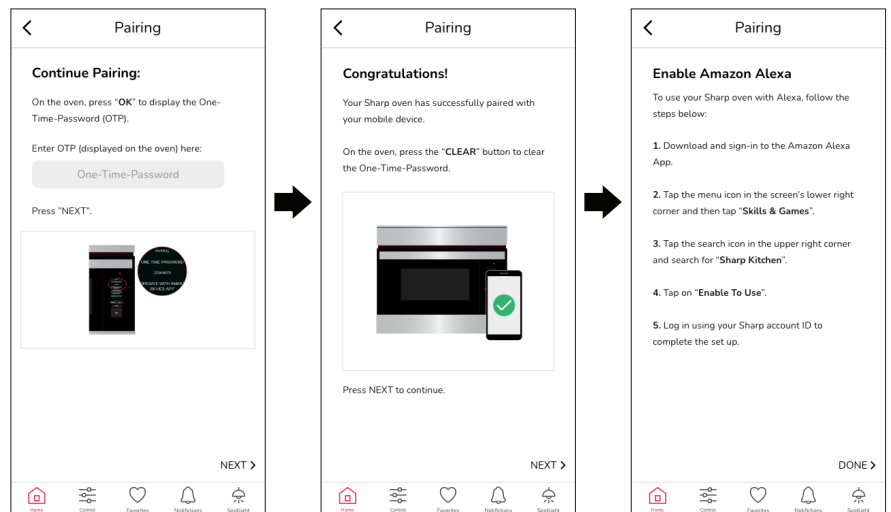 Pairing
Continue Pairing:
On the oven, press “OK” to display the One-
Time-Password (OTP).
Enter OTP (displayed on the oven) here:
One-Time-Password
Press "NEXT”.
PAIRING
ONE TIME PASSWORD
OPERATE WITH MOBILE
DEVICE APP
NEXT
Home
Control
Favorites
Notifictions
Spotlight
Pairing
Congratulations!
Your Sharp oven has successfully paired with
your mobile device.
On the oven, press the “CLEAR” button to clear
the One-Time-Password.
Press NEXT to continue.
NEXT
Home
Control
Favorites
Notifictions
Spotlight
Pairing
Enable Amazon Alexa
To use your Sharp oven with Alexa, follow the
steps below:
1. Download and sign-in to the Amazon Alexa
App.
2. Tap the menu icon in the screen’s lower right
corner and then tap “Skills & Games”.
3. Tap the search icon in the upper right corner
and search for “Sharp Kitchen”.
4. Tap on “Enable To Use”.
5. Log in using your Sharp account ID to
complete the set up.
DONE
Home
Control
Favorites
Notifictions
Spotlight